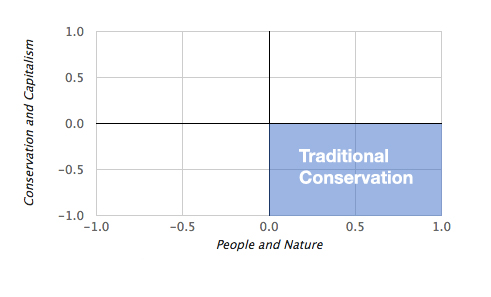 1.0
0.5
0.0
−0.5
−1.0
Conservation and Capitalism
Traditional
Conservation
−1.0 −0.5 0.0 0.5 1.0
People and Nature